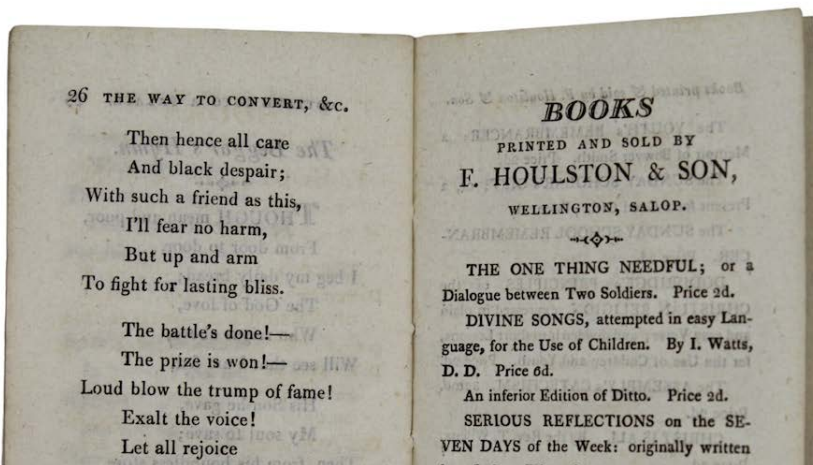 26 THE WAY TO CONVERT, &c.
Then hence all care
And black despair;
With such a friend as this,
I'll fear no harm,
But up and arm
To fight for lasting bliss.
The battle's done!—
The prize is won!—
Loud blow the trump of fame!
Exalt the voice!
Let all rejoice
BOOKS
PRINTED AND SOLD BY
F. HOULSTON & SON,
WELLINGTON, SALOP.
THE ONE THING NEEDFUL; or a
Dialogue between Two Soldiers. Price 2d.
DIVINE SONGS, attempted in easy Lan-
guage, for the Use of Children. By I. Watts,
D. D. Price 6d.
An inferior Edition of Ditto. Price 2d.
SERIOUS REFLECTIONS on the SE-
VEN DAYS of the Week: originally written